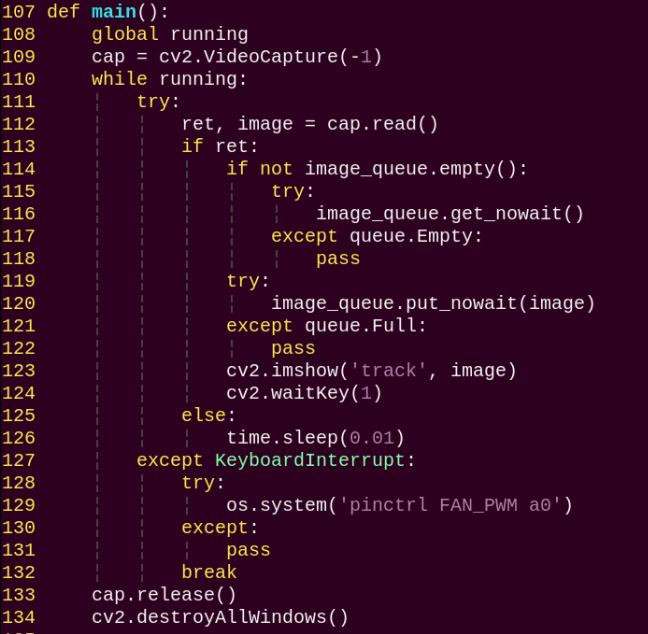 107 def main():
108     global running
109     cap = cv2.VideoCapture(-1)
110     while running:
111         try:
112             ret, image = cap.read()
113             if ret:
114                 if not image_queue.empty():
115                     try:
116                         image_queue.get_nowait()
117                     except queue.Empty:
118                         pass
119                 try:
120                     image_queue.put_nowait(image)
121                 except queue.Full:
122                     pass
123                 cv2.imshow('track', image)
124                 cv2.waitKey(1)
125             else:
126                 time.sleep(0.01)
127         except KeyboardInterrupt:
128             try:
129                 os.system('pinctrl FAN_PWM a0')
130             except:
131                 pass
132             break
133     cap.release()
134     cv2.destroyAllWindows()